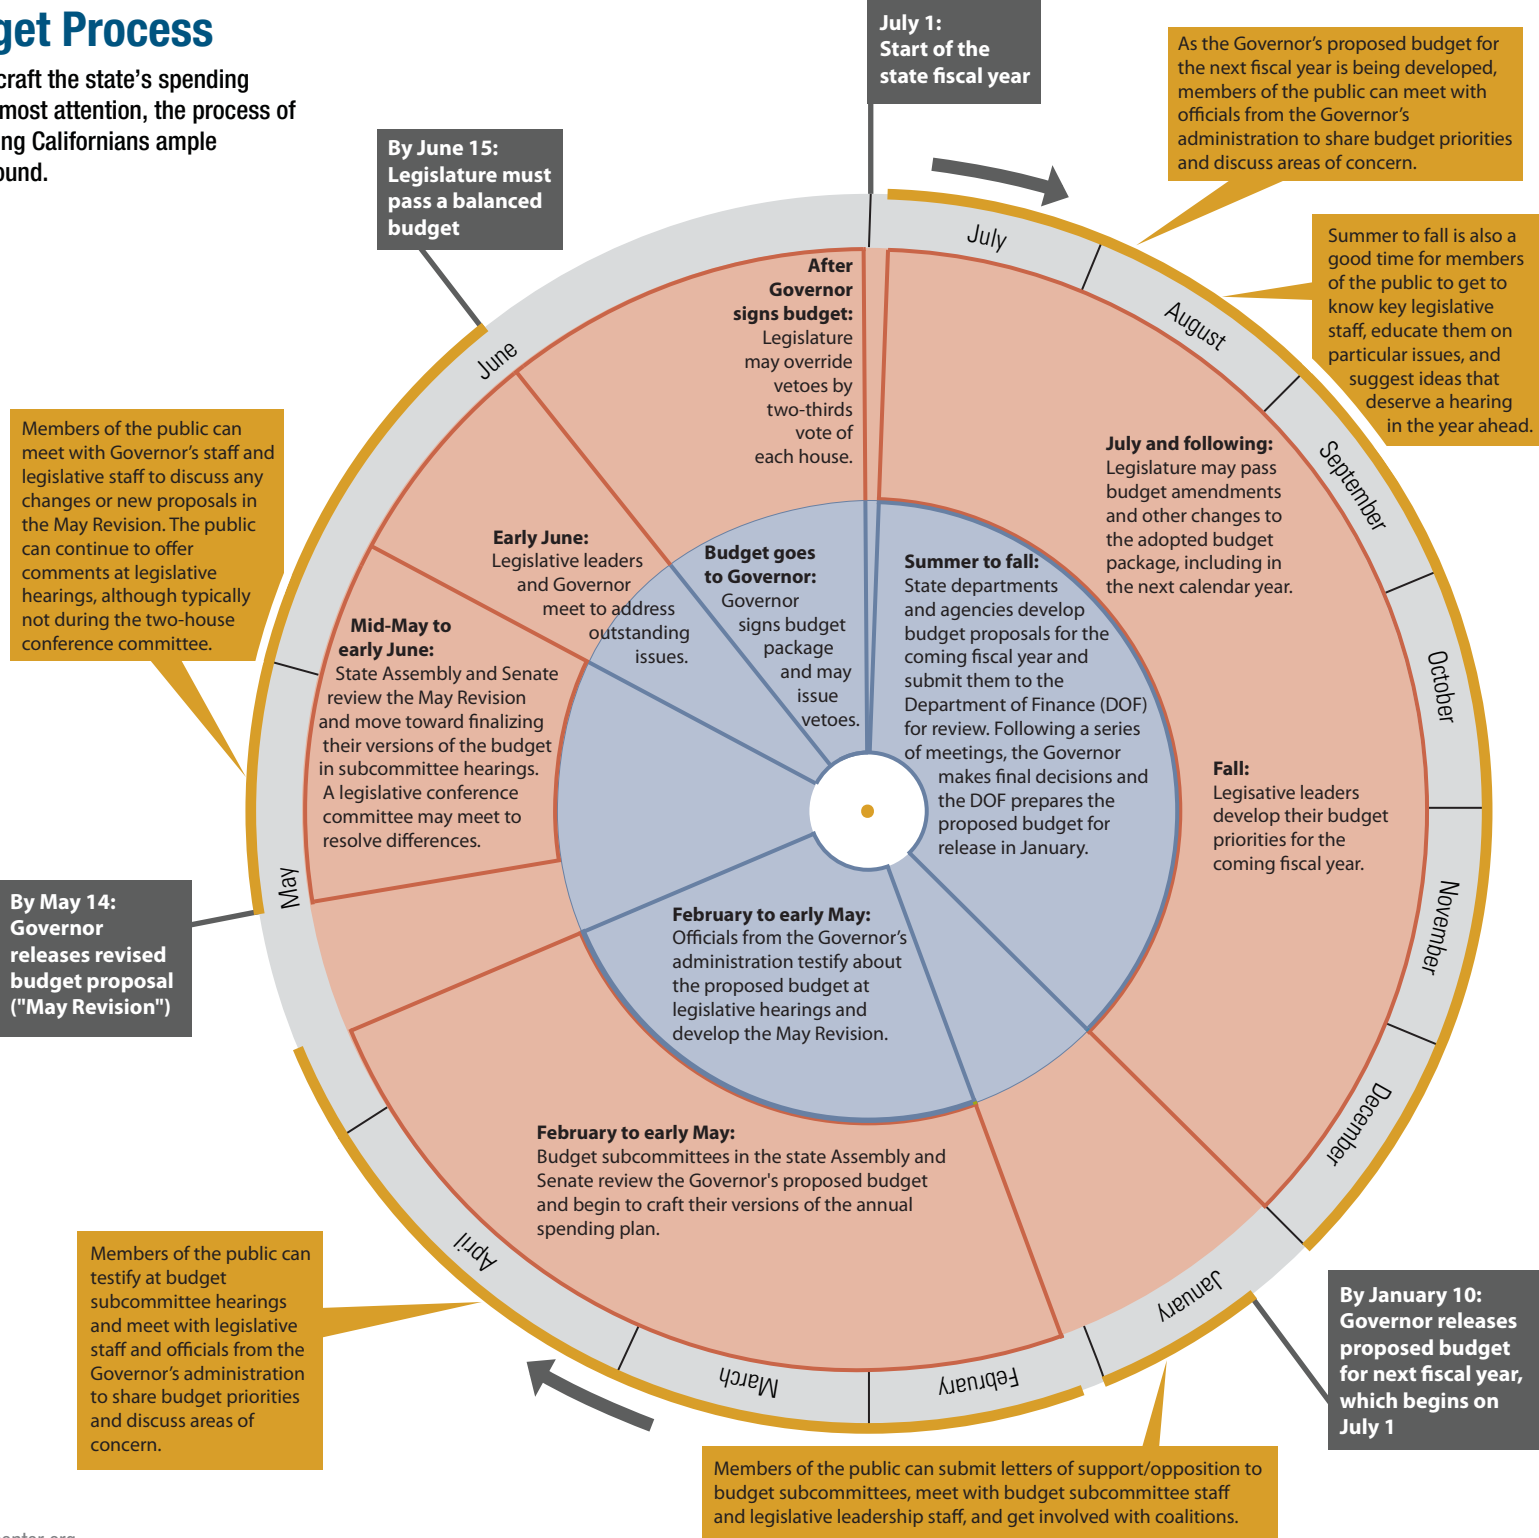 get Process
craft the state’s spending
most attention, the process of
ng Californians ample
ound.
July 1:
Start of the
state fiscal year
As the Governor’s proposed budget for
the next fiscal year is being developed,
members of the public can meet with
officials from the Governor’s
administration to share budget priorities
and discuss areas of concern.
By June 15:
Legislature must
pass a balanced
budget
Summer to fall is also a
good time for members
of the public to get to
know key legislative
staff, educate them on
particular issues, and
suggest ideas that
deserve a hearing
in the year ahead.
July
August
September
October
November
December
January
February
March
April
May
June
After
Governor
signs budget:
Legislature
may override
vetoes by
two-thirds
vote of
each house.
July and following:
Legislature may pass
budget amendments
and other changes to
the adopted budget
package, including in
the next calendar year.
Members of the public can
meet with Governor’s staff and
legislative staff to discuss any
changes or new proposals in
the May Revision. The public
can continue to offer
comments at legislative
hearings, although typically
not during the two-house
conference committee.
Early June:
Legislative leaders
and Governor
meet to address
outstanding
issues.
Budget goes
to Governor:
Governor
signs budget
package
and may
issue
vetoes.
Summer to fall:
State departments
and agencies develop
budget proposals for the
coming fiscal year and
submit them to the
Department of Finance (DOF)
for review. Following a series
of meetings, the Governor
makes final decisions and
the DOF prepares the
proposed budget for
release in January.
Mid-May to
early June:
State Assembly and Senate
review the May Revision
and move toward finalizing
their versions of the budget
in subcommittee hearings.
A legislative conference
committee may meet to
resolve differences.
Fall:
Legisative leaders
develop their budget
priorities for the
coming fiscal year.
By May 14:
Governor
releases revised
budget proposal
("May Revision")
February to early May:
Officials from the Governor’s
administration testify about
the proposed budget at
legislative hearings and
develop the May Revision.
February to early May:
Budget subcommittees in the state Assembly and
Senate review the Governor's proposed budget
and begin to craft their versions of the annual
spending plan.
Members of the public can
testify at budget
subcommittee hearings
and meet with legislative
staff and officials from the
Governor’s administration
to share budget priorities
and discuss areas of
concern.
By January 10:
Governor releases
proposed budget
for next fiscal year,
which begins on
July 1
Members of the public can submit letters of support/opposition to
budget subcommittees, meet with budget subcommittee staff
and legislative leadership staff, and get involved with coalitions.